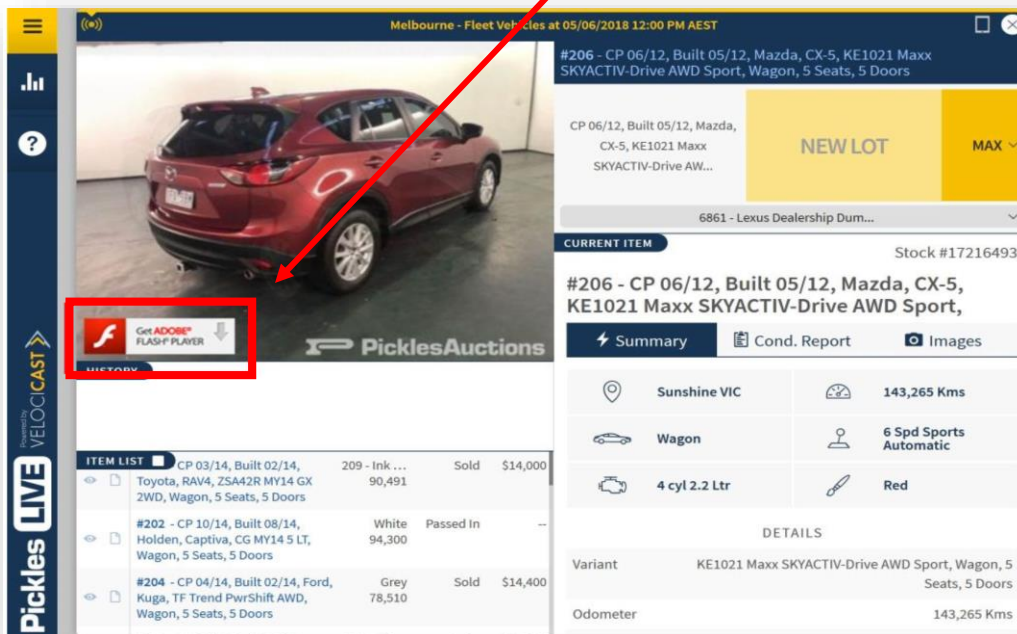 Melbourne - Fleet Vehicles at 05/06/2018 12:00 PM AEST
Get ADOBE®
FLASH® PLAYER
PicklesAuctions
HISTORY
ITEM LIST
CP 03/14, Built 02/14, 209 - Ink ... Sold $14,000
Toyota, RAV4, ZSA42R MY14 GX 90,491
2WD, Wagon, 5 Seats, 5 Doors
#202 - CP 10/14, Built 08/14, White Passed In --
Holden, Captiva, CG MY14 5 LT, 94,300
Wagon, 5 Seats, 5 Doors
#204 - CP 04/14, Built 02/14, Ford, Grey Sold $14,400
Kuga, TF Trend PwrShift AWD, 78,510
Wagon, 5 Seats, 5 Doors
#206 - CP 06/12, Built 05/12, Mazda, CX-5, KE1021 Maxx
SKYACTIV-Drive AWD Sport, Wagon, 5 Seats, 5 Doors
CP 06/12, Built 05/12, Mazda,
CX-5, KE1021 Maxx
SKYACTIV-Drive AW...
NEW LOT
MAX
6861 - Lexus Dealership Dum...
CURRENT ITEM
Stock #17216493
#206 - CP 06/12, Built 05/12, Mazda, CX-5,
KE1021 Maxx SKYACTIV-Drive AWD Sport,
Summary Cond. Report Images
Sunshine VIC 143,265 Kms
Wagon 6 Spd Sports
Automatic
4 cyl 2.2 Ltr Red
DETAILS
Variant KE1021 Maxx SKYACTIV-Drive AWD Sport, Wagon, 5
Seats, 5 Doors
Odometer 143,265 Kms
Pickles LIVE
Powered by
VELOCICAST